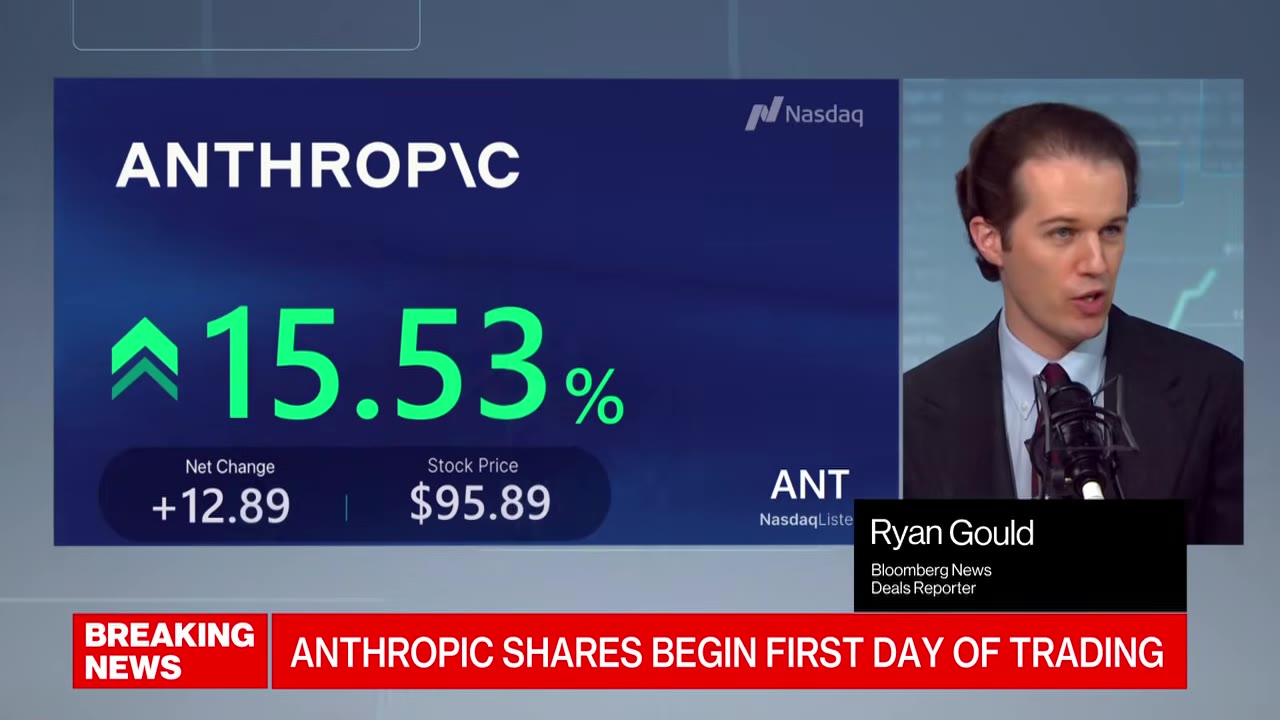 Nasdaq
ANTHROP\C
15.53%
Net Change
Stock Price
+12.89
$95.89
ANT
NasdaqListe
Ryan Gould
Bloomberg News
Deals Reporter
BREAKING
NEWS
ANTHROPIC SHARES BEGIN FIRST DAY OF TRADING